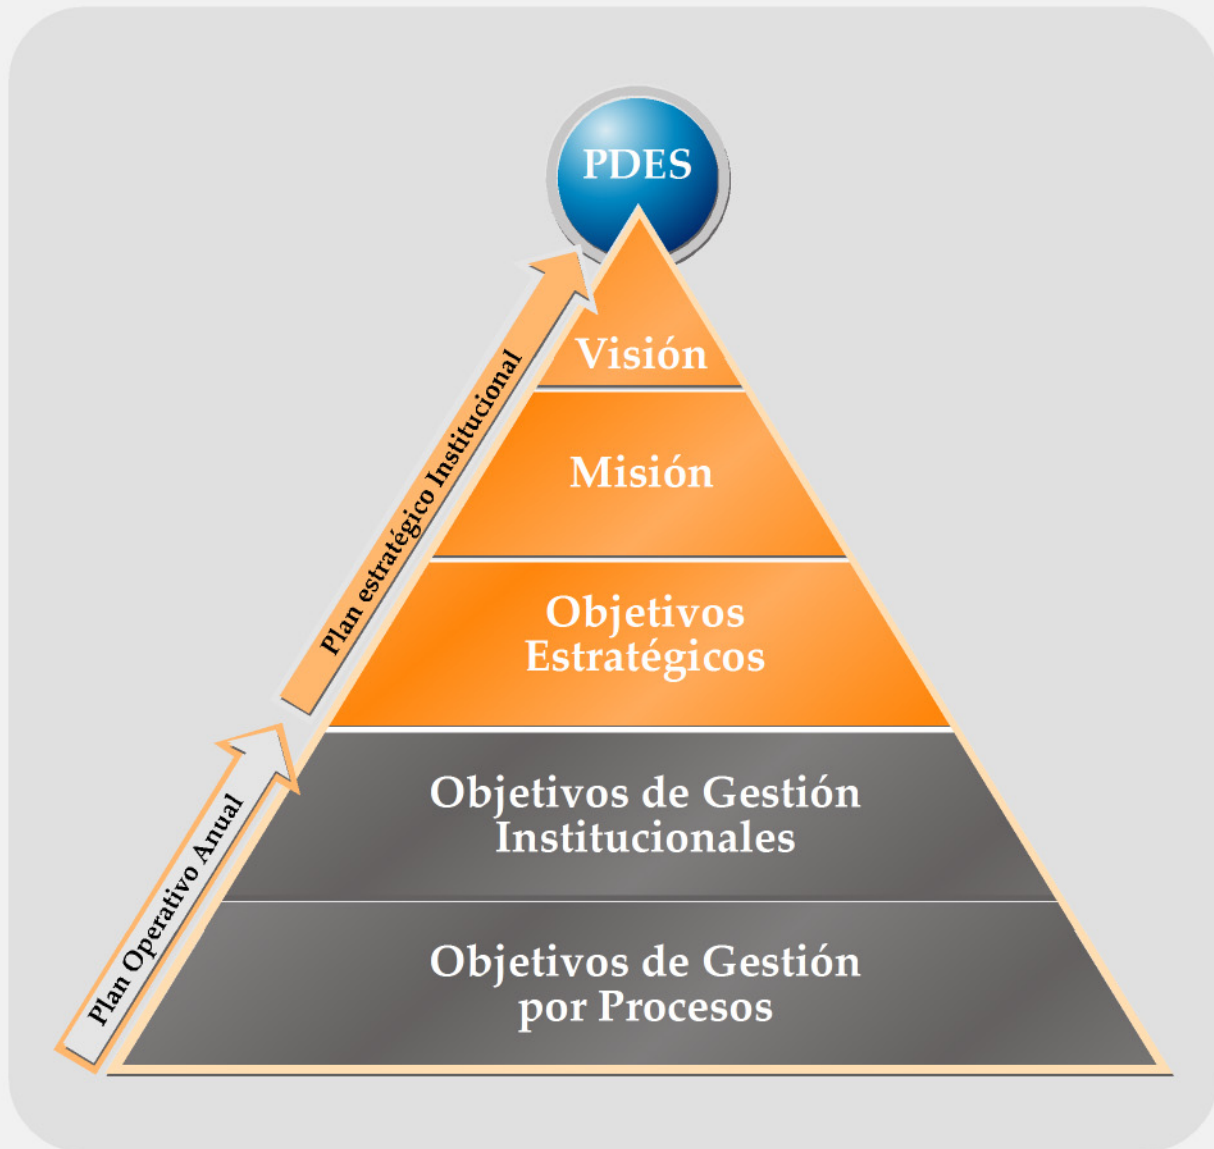 PDES
Visión
Misión
Objetivos
Estratégicos
Objetivos de Gestión
Institucionales
Objetivos de Gestión
por Procesos
Plan estratégico Institucional
Plan Operativo Anual